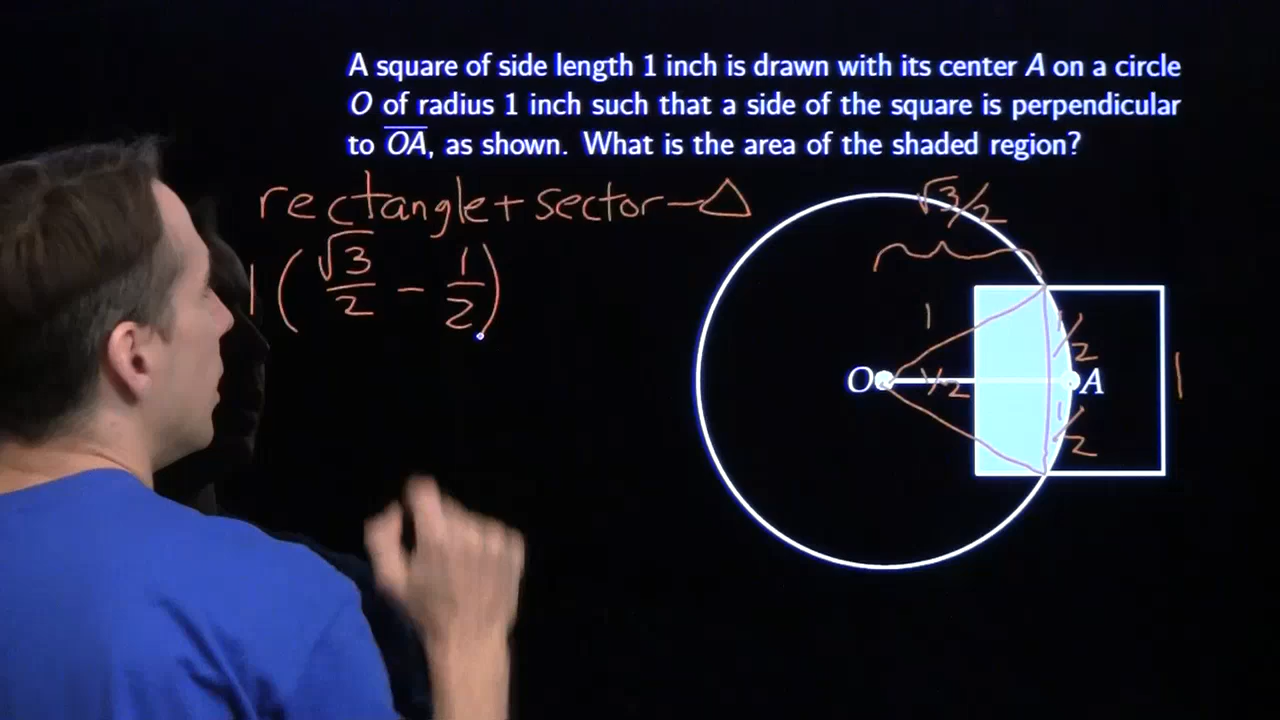 A square of side length 1 inch is drawn with its center A on a circle
O of radius 1 inch such that a side of the square is perpendicular
to \overline{OA}, as shown. What is the area of the shaded region?
rectangle + sector − △
1 ( √3/2 − 1/2 )
√3/2
1
1/2
O
1/2
A
1
1/2